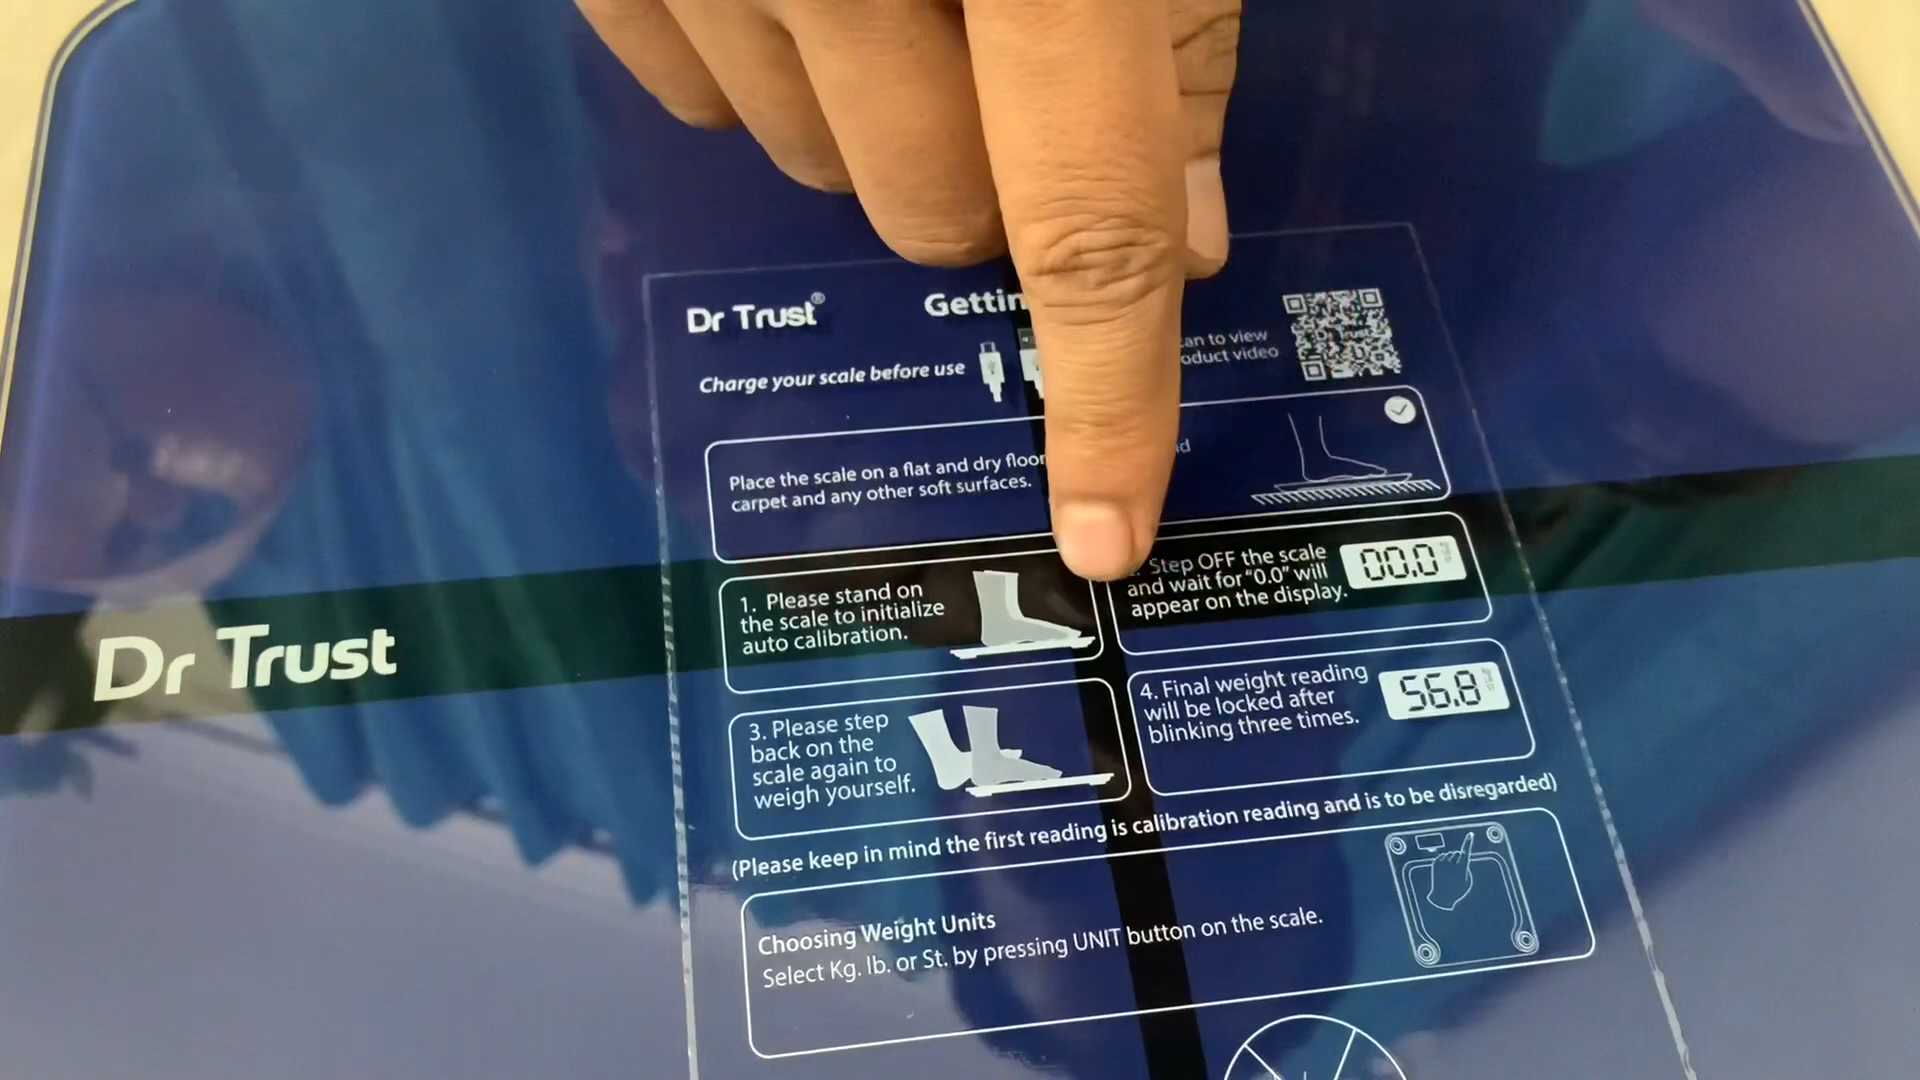 Dr Trust®
Charge your scale before use
to view
video
Place the scale on a flat and dry floor
carpet and any other soft surfaces.
1. Please stand on
the scale to initialize
auto calibration.
Step OFF the scale
and wait for "0.0" will
appear on the display.
00.0
3. Please step
back on the
scale again to
weigh yourself.
4. Final weight reading
will be locked after
blinking three times.
56.8
(Please keep in mind the first reading is calibration reading and is to be disregarded)
Choosing Weight Units
Select Kg. lb. or St. by pressing UNIT button on the scale.
Dr Trust